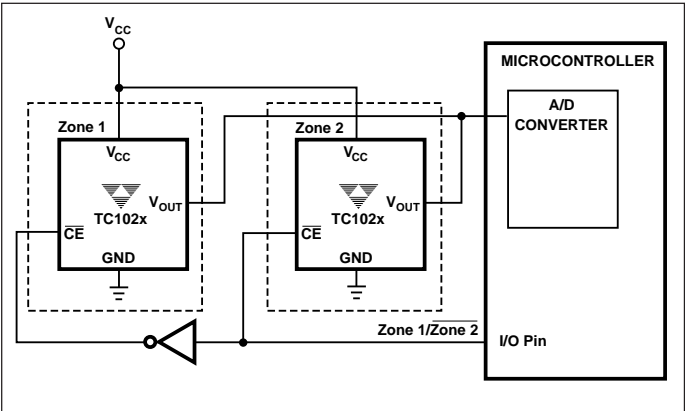 VCC
MICROCONTROLLER
A/D
CONVERTER
Zone 1
VCC
TC102x
VOUT
CE
GND
Zone 2
VCC
TC102x
VOUT
CE
GND
Zone 1/Zone 2
I/O Pin